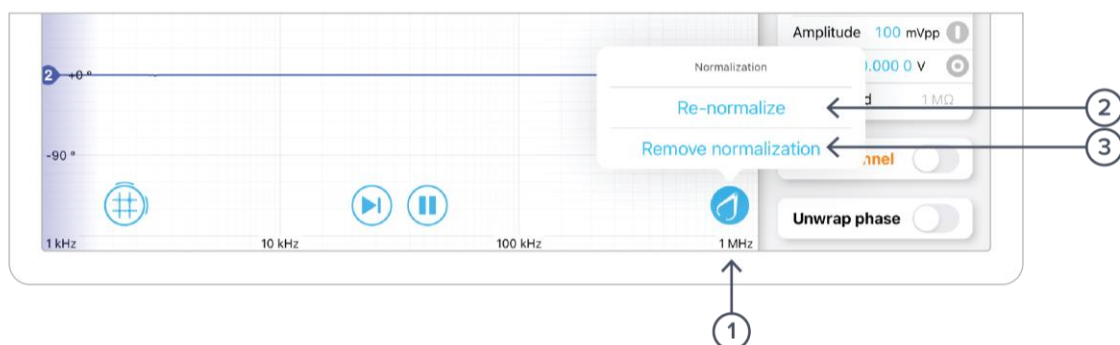 Amplitude 100 mVpp
Normalization
.000 0 V
2 +0 °
Re-normalize
d 1 MΩ
2
Remove normalization
3
-90 °
nnel
Unwrap phase
1 kHz
10 kHz
100 kHz
1 MHz
1